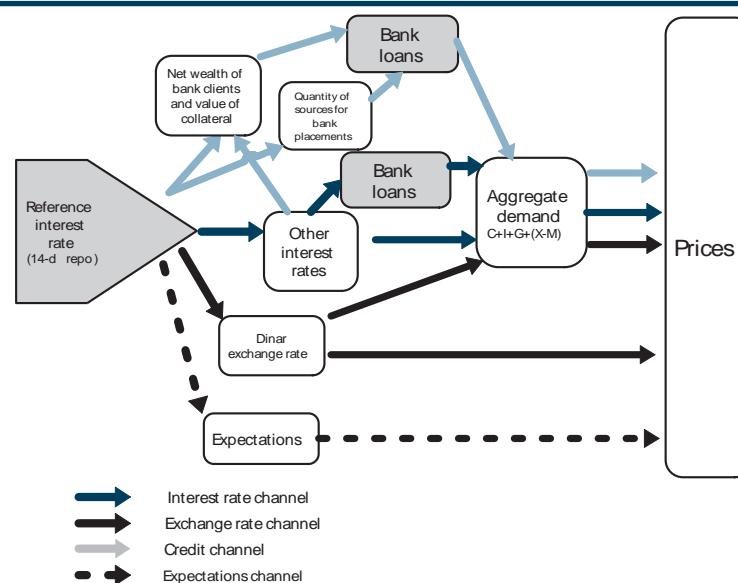 Bank
loans
Net wealth of
bank clients
and value of
collateral
Quantity of
sources for
bank
placements
Bank
loans
Reference
interest
rate
(14-d repo)
Other
interest
rates
Aggregate
demand
C+I+G+(X-M)
Prices
Dinar
exchange rate
Expectations
Interest rate channel
Exchange rate channel
Credit channel
Expectations channel